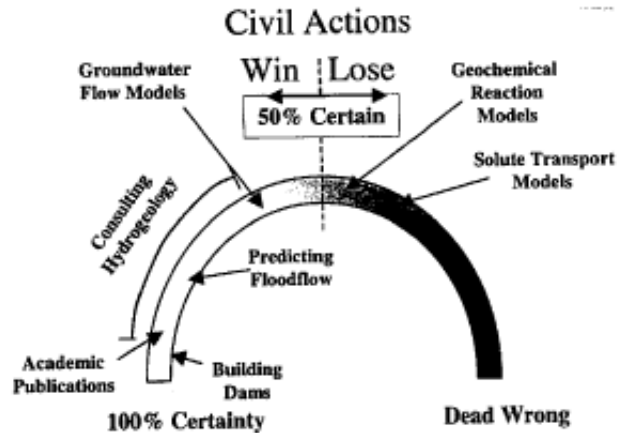 Civil Actions
Win Lose
50% Certain
Groundwater
Flow Models
Geochemical
Reaction
Models
Solute Transport
Models
Consulting
Hydrogeology
Predicting
Floodflow
Academic
Publications
Building
Dams
100% Certainty
Dead Wrong